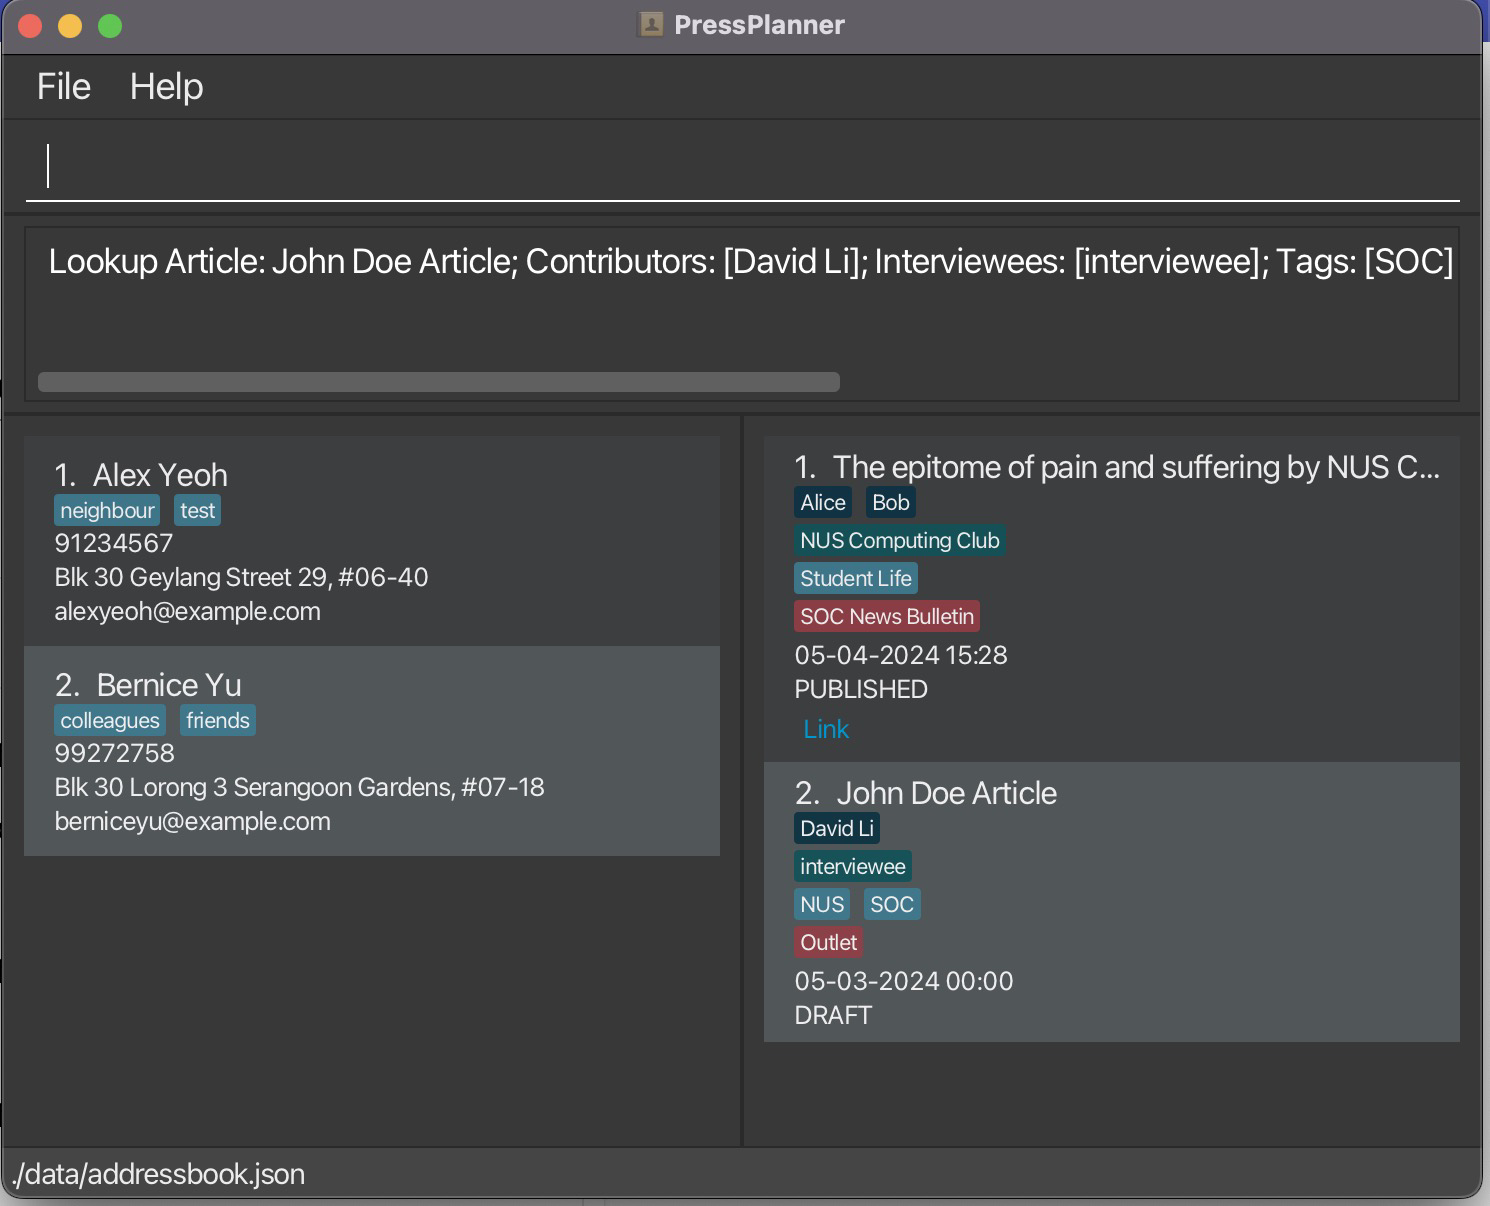 PressPlanner
File Help
Lookup Article: John Doe Article; Contributors: [David Li]; Interviewees: [interviewee]; Tags: [SOC]
1. Alex Yeoh
neighbour test
91234567
Blk 30 Geylang Street 29, #06-40
alexyeoh@example.com
2. Bernice Yu
colleagues friends
99272758
Blk 30 Lorong 3 Serangoon Gardens, #07-18
berniceyu@example.com
1. The epitome of pain and suffering by NUS C...
Alice Bob
NUS Computing Club
Student Life
SOC News Bulletin
05-04-2024 15:28
PUBLISHED
Link
2. John Doe Article
David Li
interviewee
NUS SOC
Outlet
05-03-2024 00:00
DRAFT
./data/addressbook.json